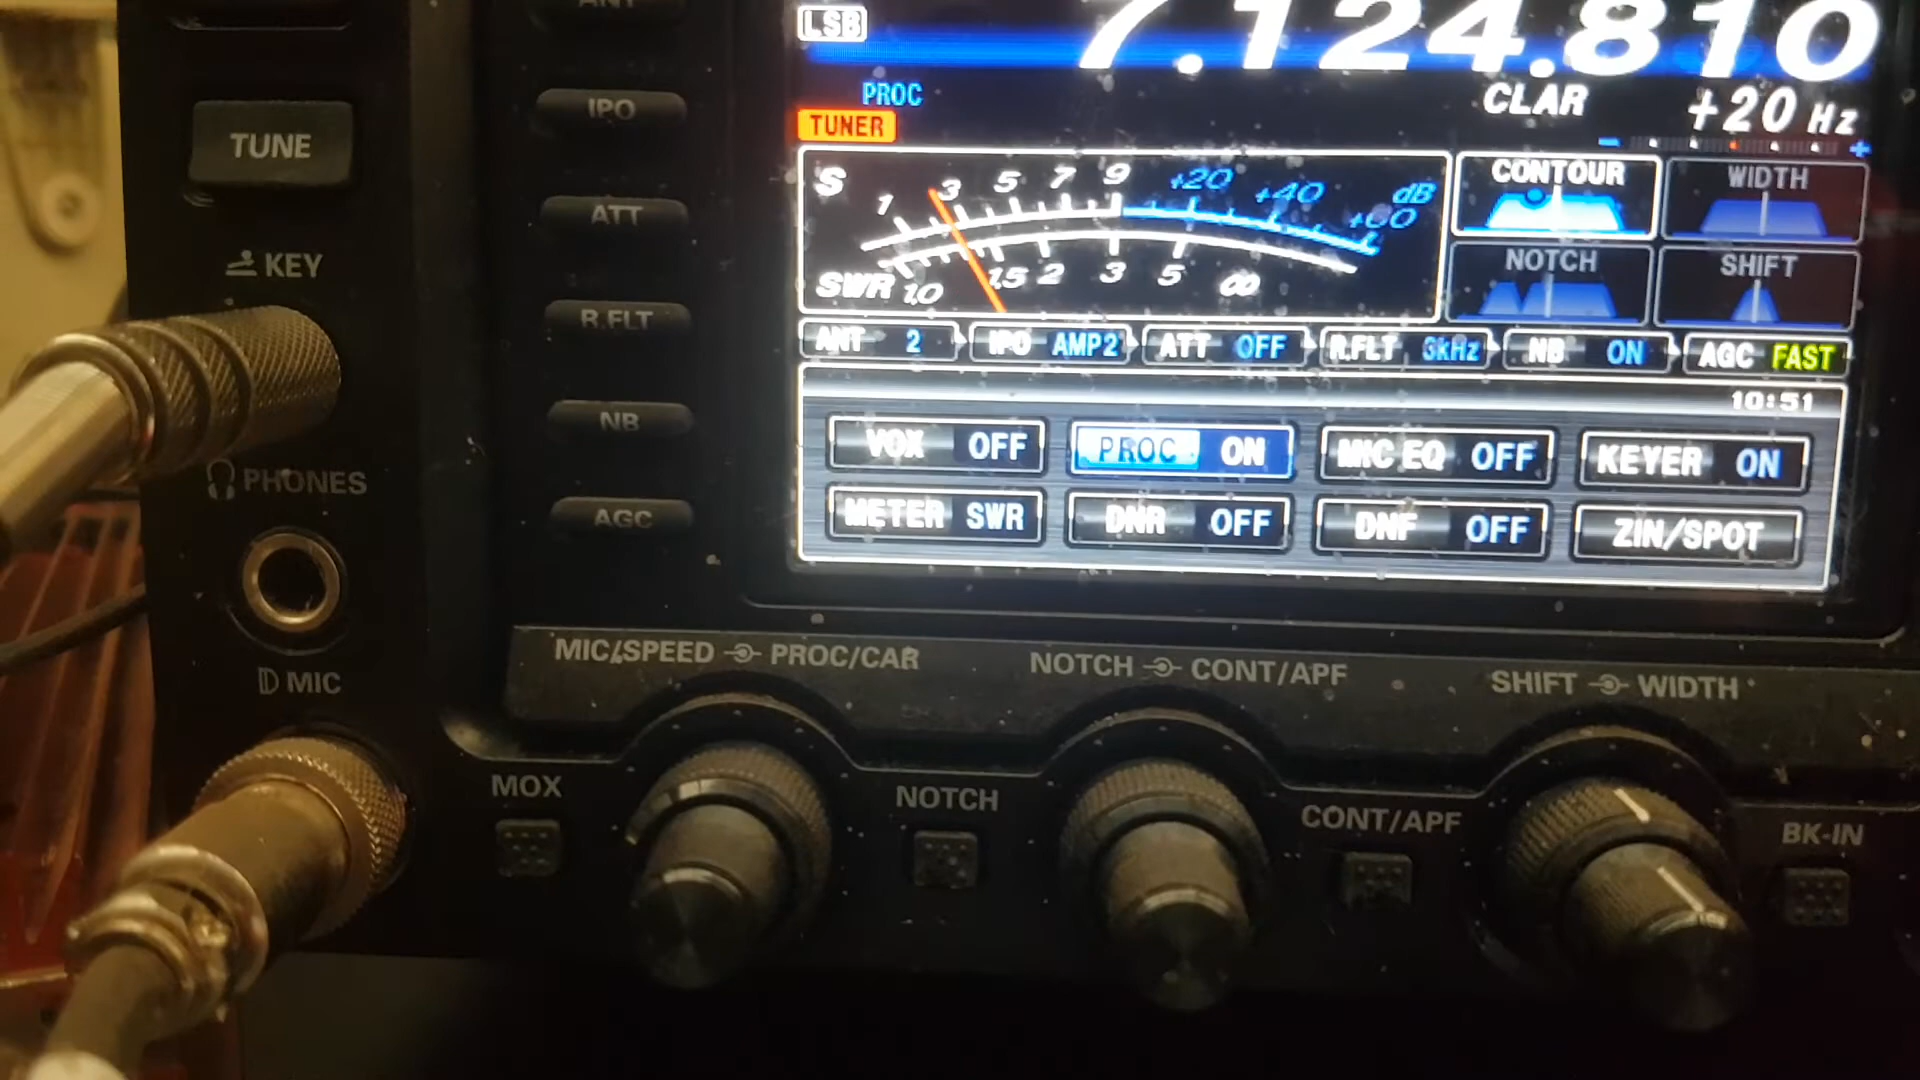 ANT
LSB
7.124.810
TUNE
IPO
PROC
CLAR +20 Hz
TUNER
S 1 3 5 7 9 +20 +40 +60 dB
CONTOUR
WIDTH
ATT
KEY
SWR 1.0 1.5 2 3 5 ∞
NOTCH
SHIFT
R.FLT
ANT 2 IPO AMP2 ATT OFF R.FLT 3kHz NB ON AGC FAST
10:51
NB
VOX OFF PROC ON MIC EQ OFF KEYER ON
PHONES
AGC
METER SWR DNR OFF DNF OFF ZIN/SPOT
MIC/SPEED PROC/CAR NOTCH CONT/APF SHIFT WIDTH
MIC
MOX NOTCH CONT/APF BK-IN